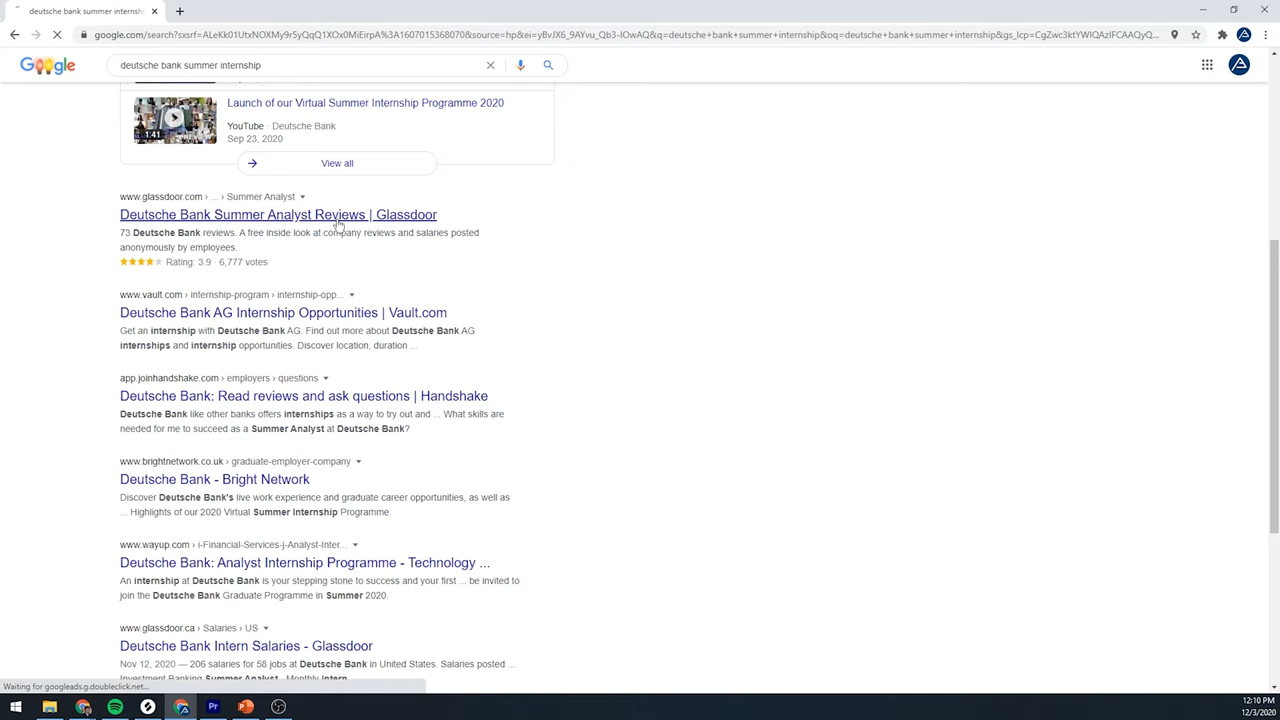 deutsche bank summer internshi
google.com/search?sxsrf=ALeKk01UtxNOXMy9r5yQqQ1XOx0MiEirpA%3A1607015368070&source=hp&ei=yBvJX6_9AYvu_Qb3-IOwAQ&q=deutsche+bank+summer+internship&oq=deutsche+bank+summer+internship&gs_lcp=CgZwc3ktYWIQAzIFCAAQyQ...
Google
deutsche bank summer internship
Launch of our Virtual Summer Internship Programme 2020
1:41
YouTube · Deutsche Bank
Sep 23, 2020
View all
www.glassdoor.com › ... › Summer Analyst
Deutsche Bank Summer Analyst Reviews | Glassdoor
73 Deutsche Bank reviews. A free inside look at company reviews and salaries posted
anonymously by employees.
Rating: 3.9 · 6,777 votes
www.vault.com › internship-program › internship-opp...
Deutsche Bank AG Internship Opportunities | Vault.com
Get an internship with Deutsche Bank AG. Find out more about Deutsche Bank AG
internships and internship opportunities. Discover location, duration ...
app.joinhandshake.com › employers › questions
Deutsche Bank: Read reviews and ask questions | Handshake
Deutsche Bank like other banks offers internships as a way to try out and ... What skills are
needed for me to succeed as a Summer Analyst at Deutsche Bank?
www.brightnetwork.co.uk › graduate-employer-company
Deutsche Bank - Bright Network
Discover Deutsche Bank's live work experience and graduate career opportunities, as well as
... Highlights of our 2020 Virtual Summer Internship Programme.
www.wayup.com › i-Financial-Services-j-Analyst-Inter...
Deutsche Bank: Analyst Internship Programme - Technology ...
An internship at Deutsche Bank is your stepping stone to success and your first ... be invited to
join the Deutsche Bank Graduate Programme in Summer 2020.
www.glassdoor.ca › Salaries › US
Deutsche Bank Intern Salaries - Glassdoor
Nov 12, 2020 — 206 salaries for 58 jobs at Deutsche Bank in United States. Salaries posted ...
Investment Banking Summer Analyst - Monthly Intern
Waiting for googleads.g.doubleclick.net...
Pr
12:10 PM
12/3/2020